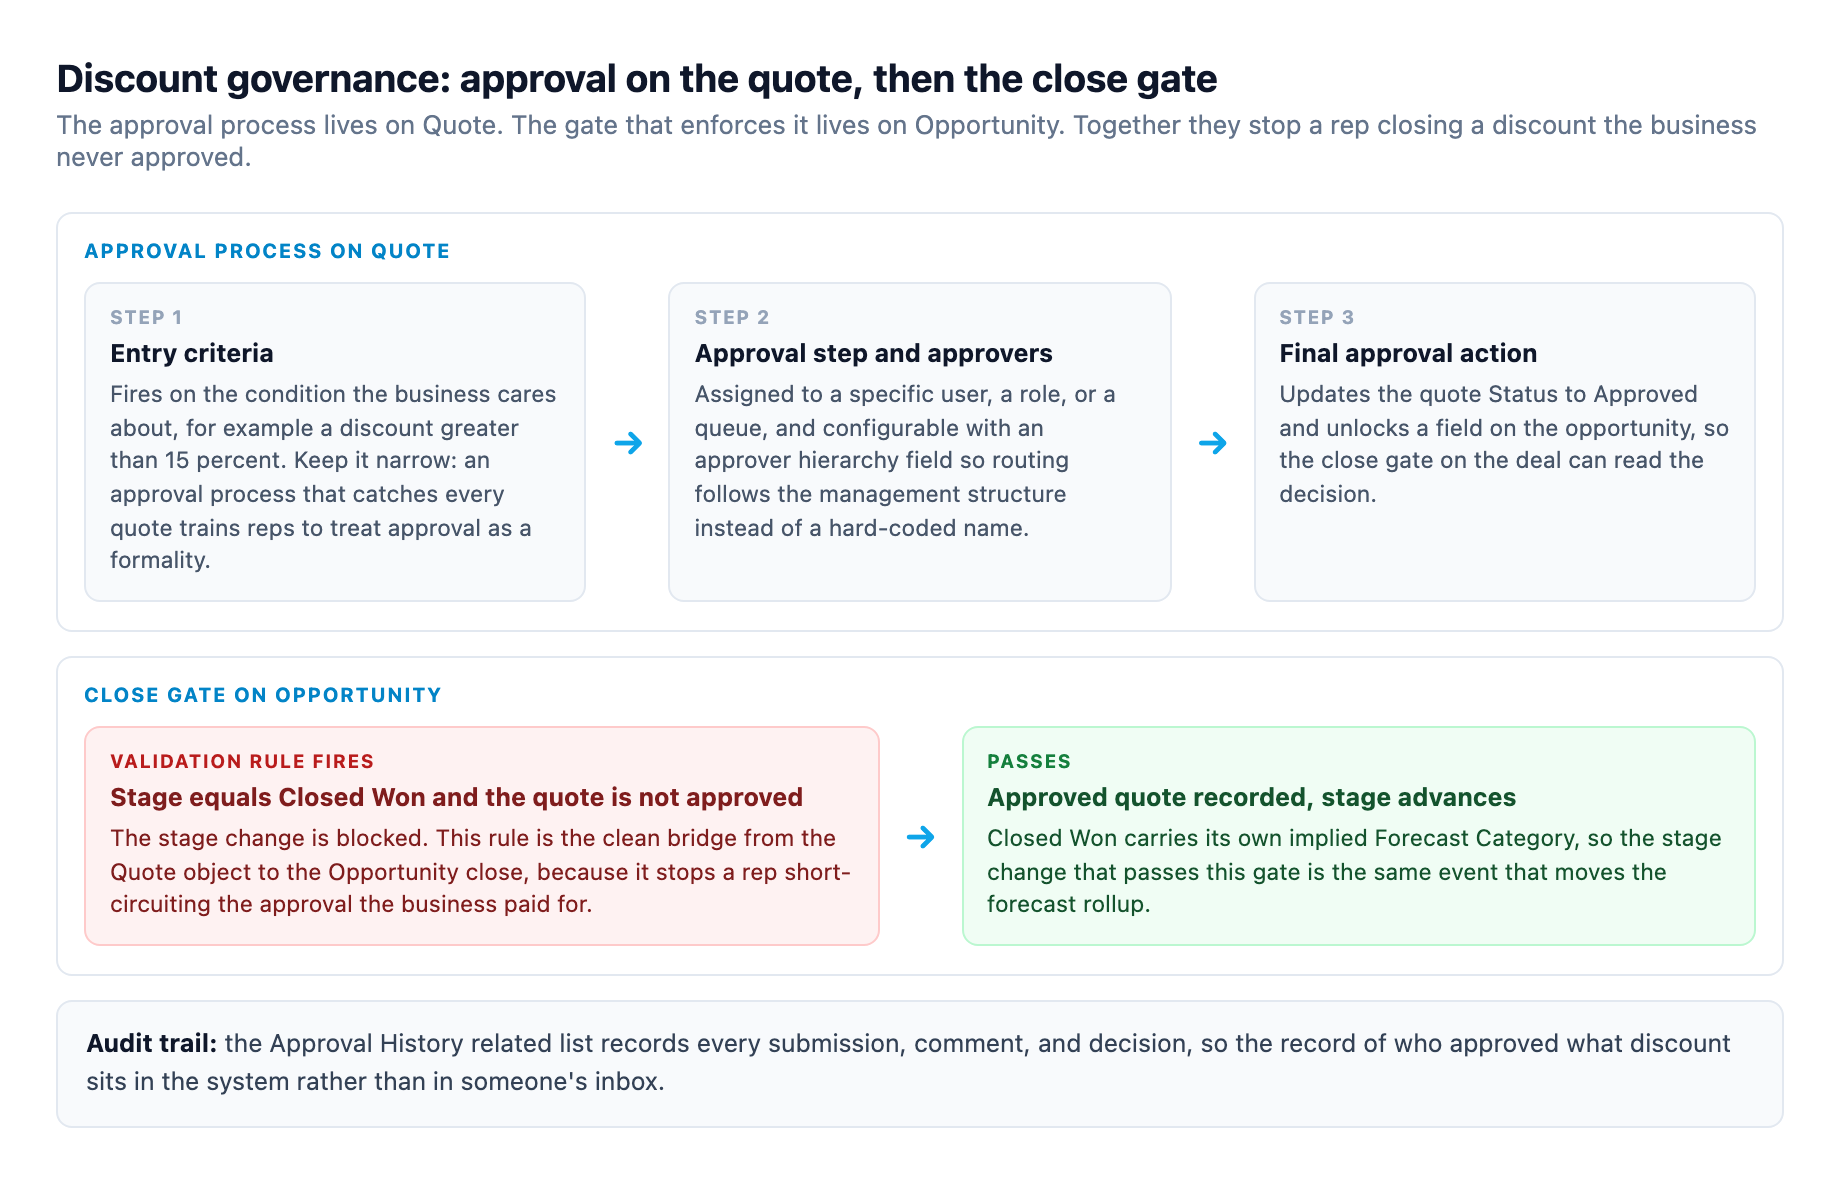 Discount governance: approval on the quote, then the close gate
The approval process lives on Quote. The gate that enforces it lives on Opportunity. Together they stop a rep closing a discount the business
never approved.
APPROVAL PROCESS ON QUOTE
STEP 1
Entry criteria
Fires on the condition the business cares
about, for example a discount greater
than 15 percent. Keep it narrow: an
approval process that catches every
quote trains reps to treat approval as a
formality.
STEP 2
Approval step and approvers
Assigned to a specific user, a role, or a
queue, and configurable with an
approver hierarchy field so routing
follows the management structure
instead of a hard-coded name.
STEP 3
Final approval action
Updates the quote Status to Approved
and unlocks a field on the opportunity, so
the close gate on the deal can read the
decision.
CLOSE GATE ON OPPORTUNITY
VALIDATION RULE FIRES
Stage equals Closed Won and the quote is not approved
The stage change is blocked. This rule is the clean bridge from the
Quote object to the Opportunity close, because it stops a rep short-
circuiting the approval the business paid for.
PASSES
Approved quote recorded, stage advances
Closed Won carries its own implied Forecast Category, so the stage
change that passes this gate is the same event that moves the
forecast rollup.
Audit trail: the Approval History related list records every submission, comment, and decision, so the record of who approved what discount
sits in the system rather than in someone's inbox.